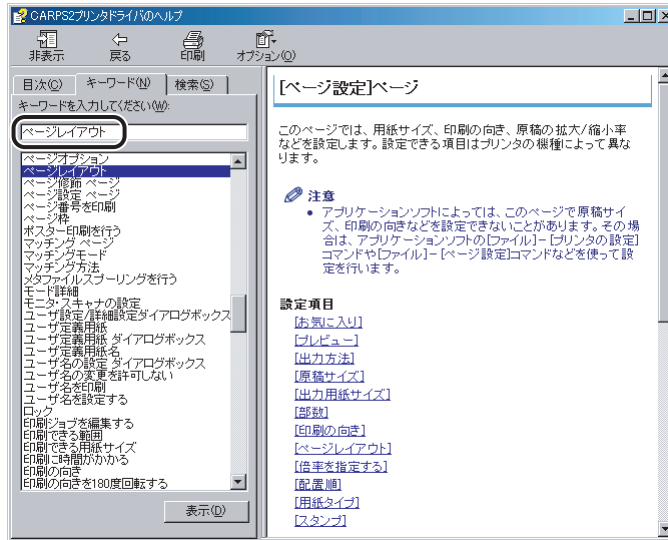 CARPS2プリンタドライバのヘルプ
非表示 戻る 印刷 オプション(O)
目次(C) キーワード(N) 検索(S)
キーワードを入力してください(W):
ページレイアウト
ページオプション
ページレイアウト
ページ修飾 ページ
ページ設定 ページ
ページ番号を印刷
ページ枠
ポスター印刷を行う
マッチング ページ
マッチングモード
マッチング方法
メタファイルスプーリングを行う
モード詳細
モニタ・スキャナの設定
ユーザ設定/詳細設定ダイアログボックス
ユーザ定義用紙
ユーザ定義用紙 ダイアログボックス
ユーザ定義用紙名
ユーザ名の設定 ダイアログボックス
ユーザ名の変更を許可しない
ユーザ名を印刷
ユーザ名を設定する
ロック
印刷ジョブを編集する
印刷できる範囲
印刷できる用紙サイズ
印刷に時間がかかる
印刷の向き
印刷の向きを180度回転する
表示(D)
[ページ設定]ページ
このページでは、用紙サイズ、印刷の向き、原稿の拡大/縮小率
などを設定します。設定できる項目はプリンタの機種によって異な
ります。
注意
• アプリケーションソフトによっては、このページで原稿サイ
ズ、印刷の向きなどを設定できないことがあります。その場
合は、アプリケーションソフトの[ファイル]-[プリンタの設定]
コマンドや[ファイル]-[ページ設定]コマンドなどを使って設
定を行います。
設定項目
[お気に入り]
[プレビュー]
[出力方法]
[原稿サイズ]
[出力用紙サイズ]
[部数]
[印刷の向き]
[ページレイアウト]
[倍率を指定する]
[配置順]
[用紙タイプ]
[スタンプ]